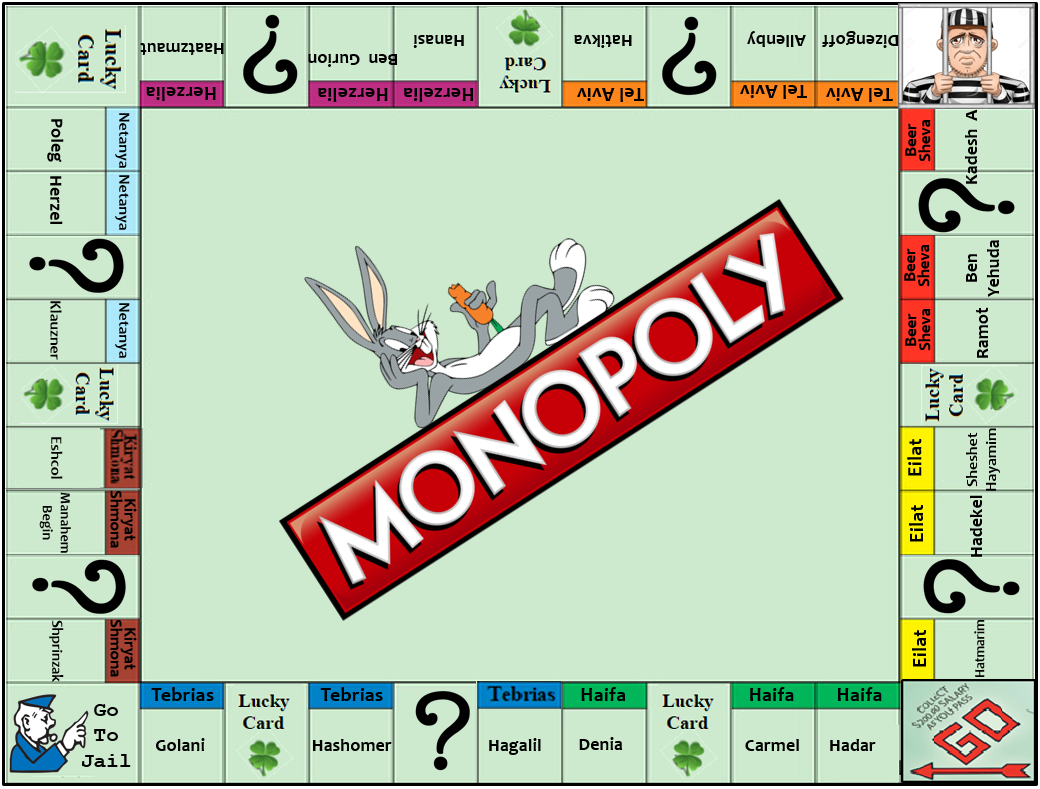 Lucky
Card
Haatzmaut
Herzelia
?
Ben Gurion
Herzelia
Hanasi
Herzelia
Lucky
Card
Hatikva
Tel Aviv
?
Allenby
Tel Aviv
Dizengoff
Tel Aviv
Beer
Sheva
Kadesh A
?
Beer
Sheva
Ben
Yehuda
Beer
Sheva
Ramot
Lucky
Card
Eilat
Sheshet
Hayamim
Eilat
Hadekel
?
Eilat
Hatmarim
COLLECT
$200.00 SALARY
AS YOU PASS
GO
Haifa
Hadar
Haifa
Carmel
Lucky
Card
Haifa
Denia
Tebrias
Hagalil
?
Tebrias
Hashomer
Lucky
Card
Tebrias
Golani
Go
To
Jail
Kiryat
Shmona
Shprinzak
?
Kiryat
Shmona
Manahem
Begin
Kiryat
Shmona
Eshcol
Lucky
Card
Netanya
Klauzner
?
Netanya
Herzel
Netanya
Poleg
MONOPOLY